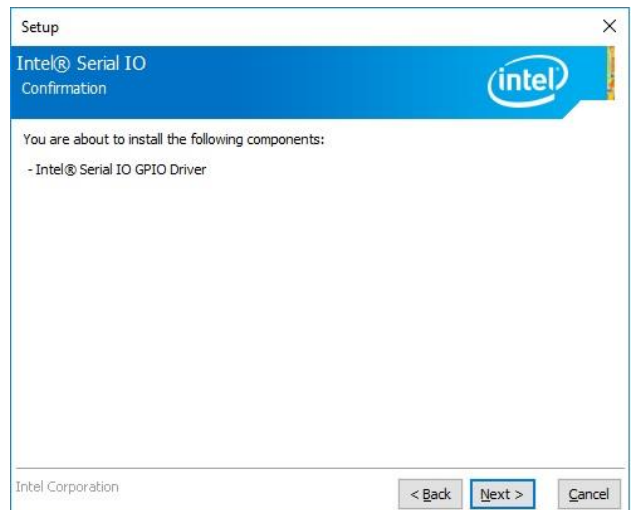 Setup
Intel® Serial IO
Confirmation
intel
You are about to install the following components:
- Intel® Serial IO GPIO Driver
Intel Corporation
< Back
Next >
Cancel